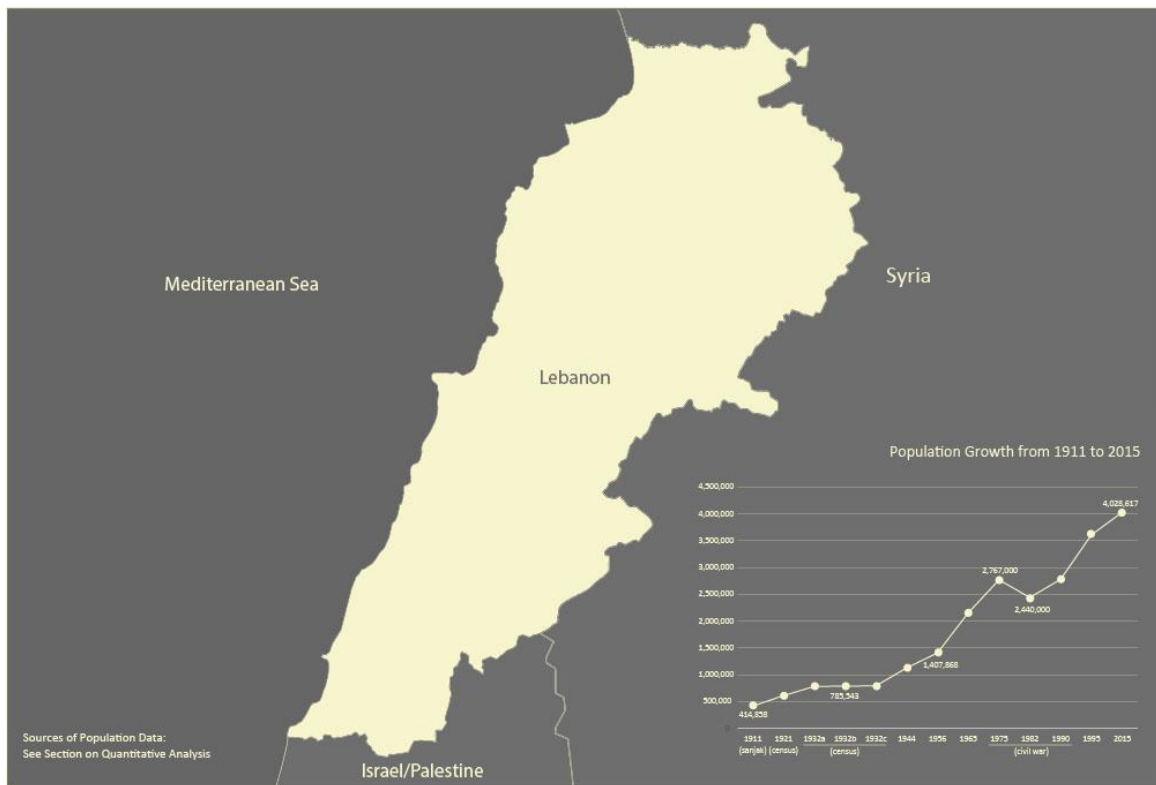 Mediterranean Sea
Syria
Lebanon
Population Growth from 1911 to 2015
4,500,000
4,000,000
3,500,000
3,000,000
2,500,000
2,000,000
1,500,000
1,000,000
500,000
0
4,028,617
2,767,000
2,440,000
1,407,868
785,543
414,858
1911 1921 1932a 1932b 1932c 1944 1956 1965 1975 1982 1990 1995 2015
(sanjak) (census) (census) (civil war)
Sources of Population Data:
See Section on Quantitative Analysis
Israel/Palestine